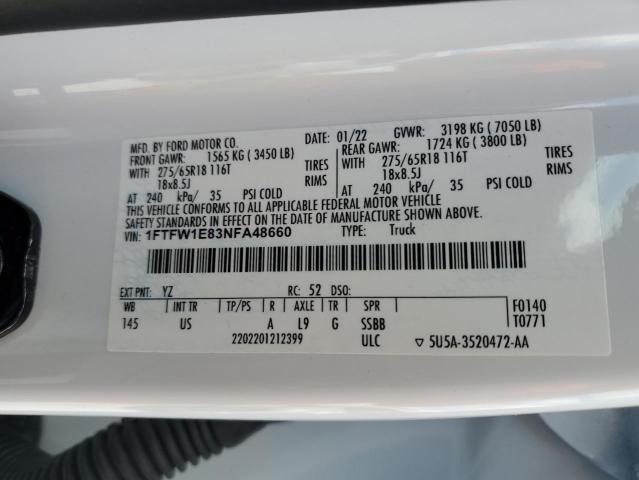 MFD. BY FORD MOTOR CO. DATE: 01/22 GVWR: 3198 KG ( 7050 LB)
FRONT GAWR: 1565 KG ( 3450 LB) REAR GAWR: 1724 KG ( 3800 LB)
WITH 275/65R18 116T TIRES WITH 275/65R18 116T TIRES
18x8.5J RIMS 18x8.5J RIMS
AT 240 kPa/ 35 PSI COLD AT 240 kPa/ 35 PSI COLD
THIS VEHICLE CONFORMS TO ALL APPLICABLE FEDERAL MOTOR VEHICLE
SAFETY STANDARDS IN EFFECT ON THE DATE OF MANUFACTURE SHOWN ABOVE.
VIN: 1FTFW1E83NFA48660 TYPE: Truck
EXT PNT: YZ RC: 52 DSO:
WB INT TR TP/PS R AXLE TR SPR F0140
145 US A L9 G SSBB T0771
2202201212399 ULC ▽ 5U5A-3520472-AA